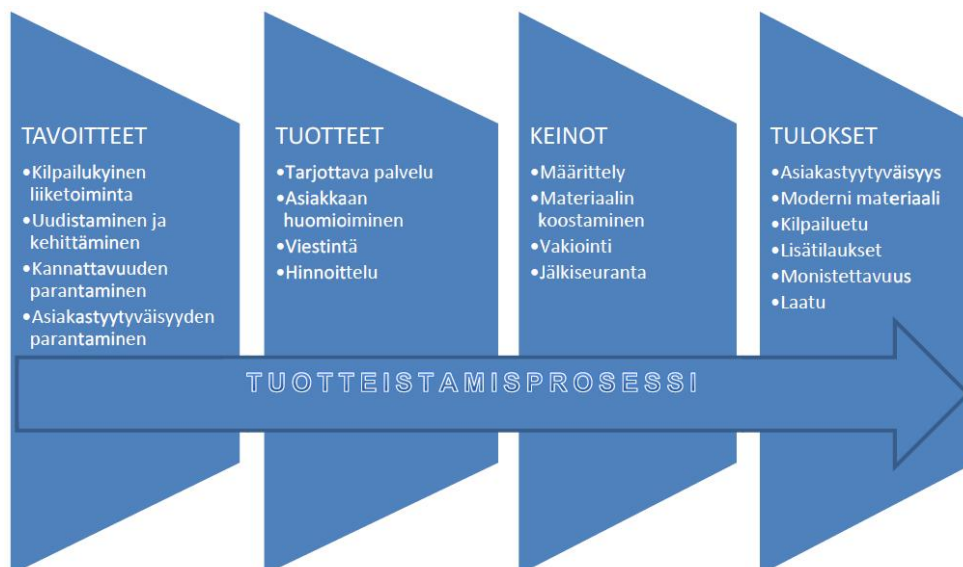 TAVOITTEET
•Kilpailukyinen
liiketoiminta
•Uudistaminen ja
kehittäminen
•Kannattavuuden
parantaminen
•Asiakastyytyväisyyden
parantaminen
TUOTTEET
•Tarjottava palvelu
•Asiakkaan
huomioiminen
•Viestintä
•Hinnoittelu
KEINOT
•Määrittely
•Materiaalin
koostaminen
•Vakiointi
•Jälkiseuranta
TULOKSET
•Asiakastyytyväisyys
•Moderni materiaali
•Kilpailuetu
•Lisätilaukset
•Monistettavuus
•Laatu
TUOTTEISTAMISPROSESSI